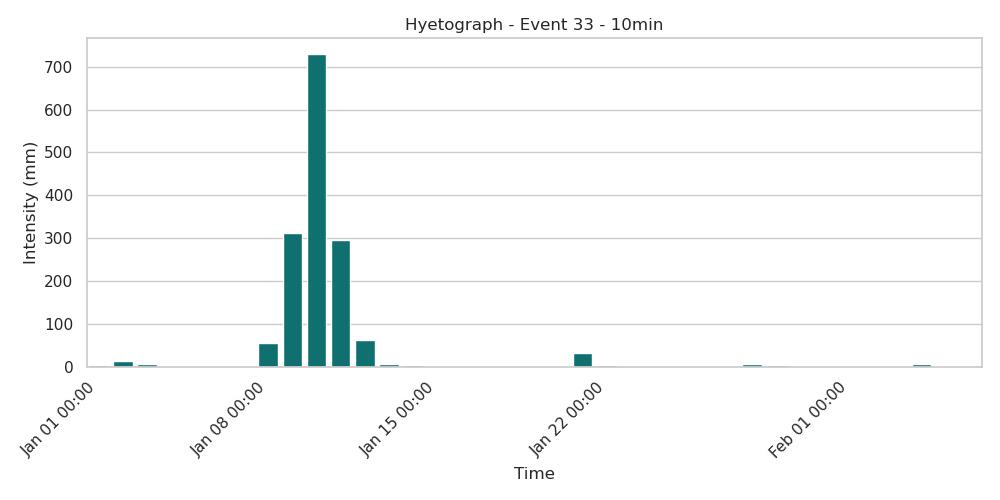 Hyetograph - Event 33 - 10min
Intensity (mm)
700
600
500
400
300
200
100
0
Jan 01 00:00
Jan 08 00:00
Jan 15 00:00
Jan 22 00:00
Feb 01 00:00
Time